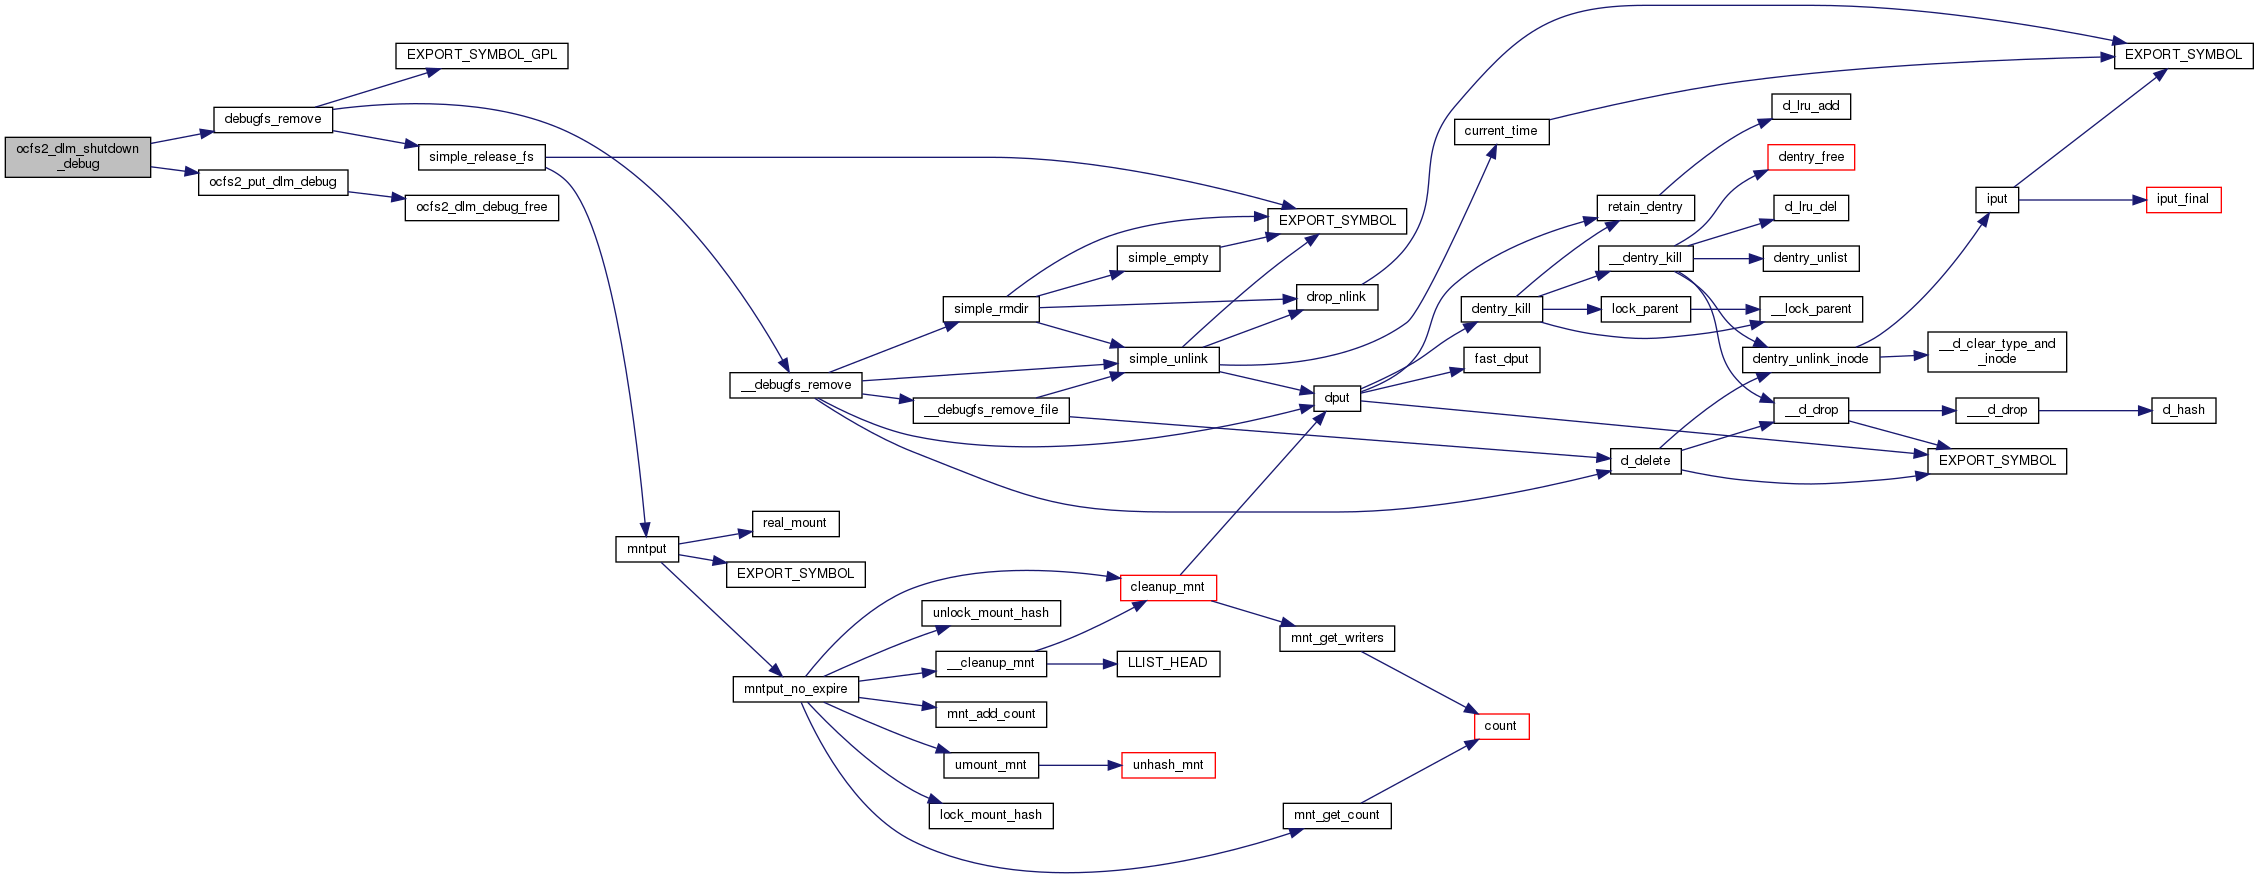 ocfs2_dlm_shutdown
_debug
debugfs_remove
ocfs2_put_dlm_debug
EXPORT_SYMBOL_GPL
simple_release_fs
ocfs2_dlm_debug_free
mntput
__debugfs_remove
real_mount
EXPORT_SYMBOL
mntput_no_expire
simple_rmdir
__debugfs_remove_file
unlock_mount_hash
__cleanup_mnt
mnt_add_count
umount_mnt
lock_mount_hash
simple_empty
simple_unlink
cleanup_mnt
LLIST_HEAD
unhash_mnt
EXPORT_SYMBOL
drop_nlink
dput
mnt_get_writers
mnt_get_count
current_time
dentry_kill
fast_dput
count
retain_dentry
__dentry_kill
lock_parent
d_delete
d_lru_add
dentry_free
d_lru_del
dentry_unlist
__lock_parent
dentry_unlink_inode
__d_drop
iput
__d_clear_type_and
_inode
___d_drop
EXPORT_SYMBOL
EXPORT_SYMBOL
iput_final
d_hash